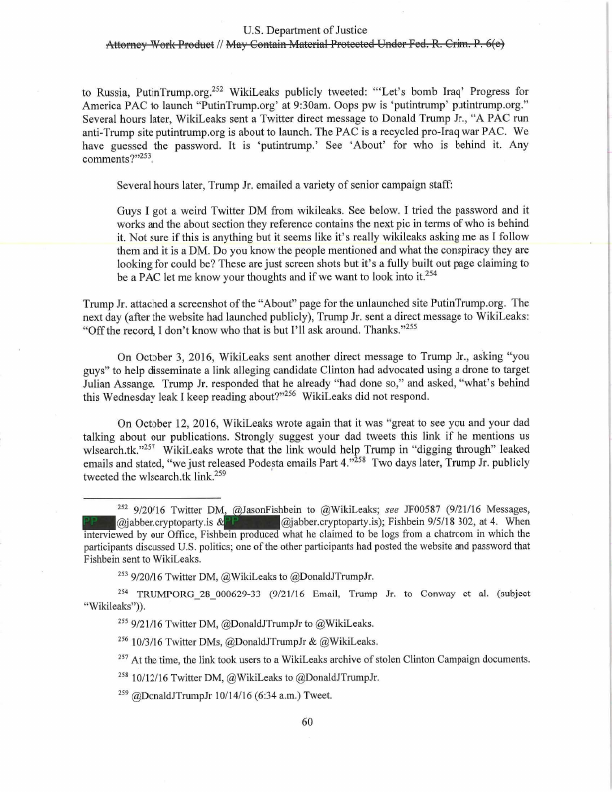 U.S. Department of Justice
Attorney Work Product // May Contain Material Protected Under Fed. R. Crim. P. 6(e)
to Russia, PutinTrump.org.252 WikiLeaks publicly tweeted: "'Let's bomb Iraq' Progress for
America PAC to launch "PutinTrump.org' at 9:30am. Oops pw is 'putintrump' putintrump.org."
Several hours later, WikiLeaks sent a Twitter direct message to Donald Trump Jr., "A PAC run
anti-Trump site putintrump.org is about to launch. The PAC is a recycled pro-Iraq war PAC. We
have guessed the password. It is 'putintrump.' See 'About' for who is behind it. Any
comments?"253
Several hours later, Trump Jr. emailed a variety of senior campaign staff:
Guys I got a weird Twitter DM from wikileaks. See below. I tried the password and it
works and the about section they reference contains the next pic in terms of who is behind
it. Not sure if this is anything but it seems like it's really wikileaks asking me as I follow
them and it is a DM. Do you know the people mentioned and what the conspiracy they are
looking for could be? These are just screen shots but it's a fully built out page claiming to
be a PAC let me know your thoughts and if we want to look into it.254
Trump Jr. attached a screenshot of the "About" page for the unlaunched site PutinTrump.org. The
next day (after the website had launched publicly), Trump Jr. sent a direct message to WikiLeaks:
"Off the record, I don't know who that is but I'll ask around. Thanks."255
On October 3, 2016, WikiLeaks sent another direct message to Trump Jr., asking "you
guys" to help disseminate a link alleging candidate Clinton had advocated using a drone to target
Julian Assange. Trump Jr. responded that he already "had done so," and asked, "what's behind
this Wednesday leak I keep reading about?"256 WikiLeaks did not respond.
On October 12, 2016, WikiLeaks wrote again that it was "great to see you and your dad
talking about our publications. Strongly suggest your dad tweets this link if he mentions us
wlsearch.tk."257 WikiLeaks wrote that the link would help Trump in "digging through" leaked
emails and stated, "we just released Podesta emails Part 4."258 Two days later, Trump Jr. publicly
tweeted the wlsearch.tk link.259
252 9/20/16 Twitter DM, @JasonFishbein to @WikiLeaks; see JF00587 (9/21/16 Messages,
PP @jabber.cryptoparty.is & PP @jabber.cryptoparty.is); Fishbein 9/5/18 302, at 4. When
interviewed by our Office, Fishbein produced what he claimed to be logs from a chatroom in which the
participants discussed U.S. politics; one of the other participants had posted the website and password that
Fishbein sent to WikiLeaks.
253 9/20/16 Twitter DM, @WikiLeaks to @DonaldJTrumpJr.
254 TRUMPORG_28_000629-33 (9/21/16 Email, Trump Jr. to Conway et al. (subject
"Wikileaks")).
255 9/21/16 Twitter DM, @DonaldJTrumpJr to @WikiLeaks.
256 10/3/16 Twitter DMs, @DonaldJTrumpJr & @WikiLeaks.
257 At the time, the link took users to a WikiLeaks archive of stolen Clinton Campaign documents.
258 10/12/16 Twitter DM, @WikiLeaks to @DonaldJTrumpJr.
259 @DonaldJTrumpJr 10/14/16 (6:34 a.m.) Tweet.
60